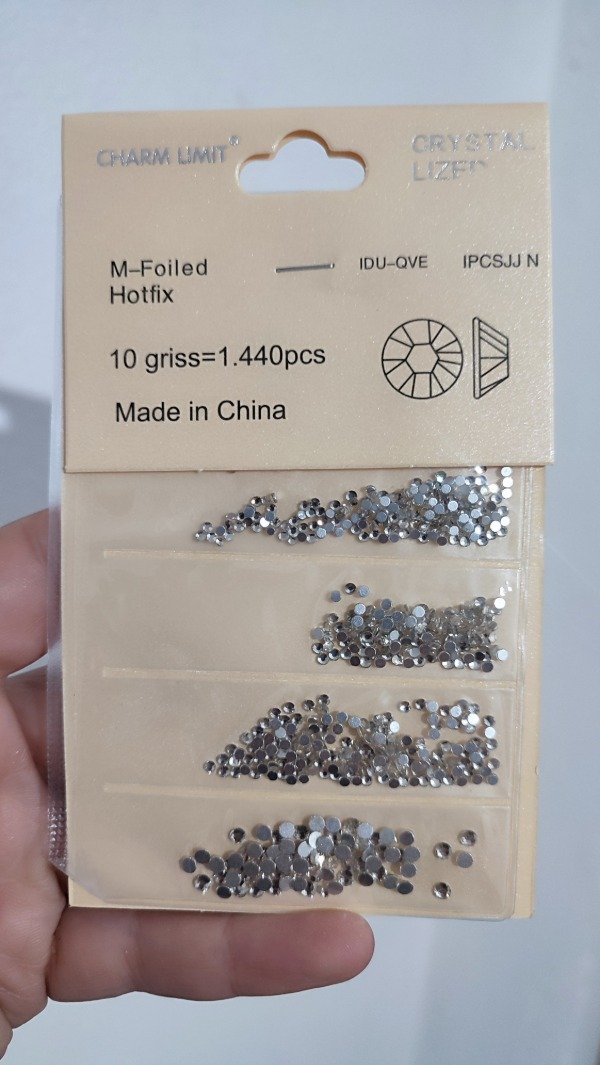 CHARM LIMIT®
CRYSTAL
LIZED
M–Foiled
Hotfix
IDU–QVE IPCSJJ N
10 griss=1.440pcs
Made in China